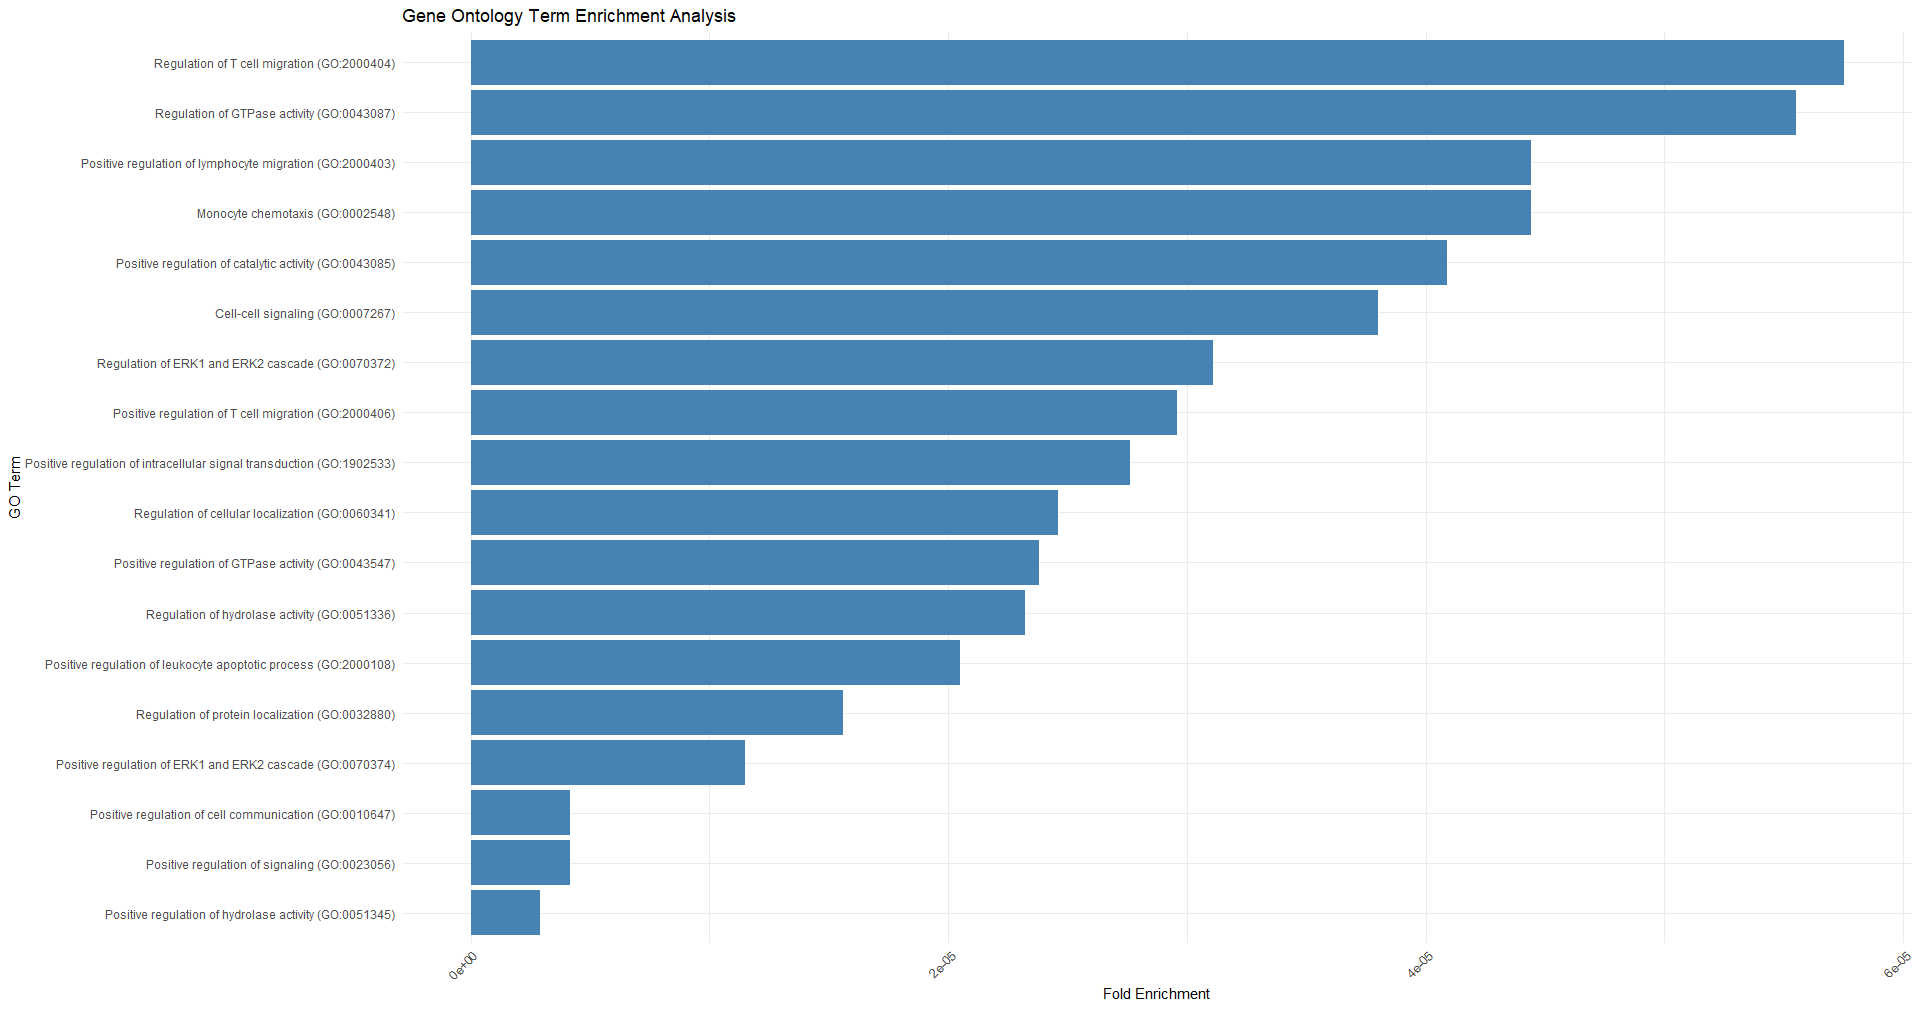 Gene Ontology Term Enrichment Analysis
Regulation of T cell migration (GO:2000404)
Regulation of GTPase activity (GO:0043087)
Positive regulation of lymphocyte migration (GO:2000403)
Monocyte chemotaxis (GO:0002548)
Positive regulation of catalytic activity (GO:0043085)
Cell-cell signaling (GO:0007267)
Regulation of ERK1 and ERK2 cascade (GO:0070372)
Positive regulation of T cell migration (GO:2000406)
Positive regulation of intracellular signal transduction (GO:1902533)
Regulation of cellular localization (GO:0060341)
Positive regulation of GTPase activity (GO:0043547)
Regulation of hydrolase activity (GO:0051336)
Positive regulation of leukocyte apoptotic process (GO:2000108)
Regulation of protein localization (GO:0032880)
Positive regulation of ERK1 and ERK2 cascade (GO:0070374)
Positive regulation of cell communication (GO:0010647)
Positive regulation of signaling (GO:0023056)
Positive regulation of hydrolase activity (GO:0051345)
GO Term
0e+00
2e-05
4e-05
6e-05
Fold Enrichment